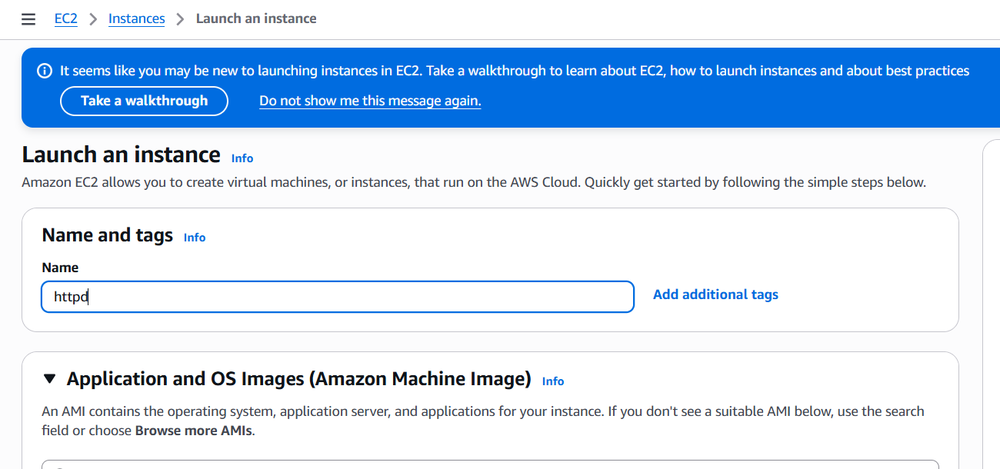 EC2 > Instances > Launch an instance
It seems like you may be new to launching instances in EC2. Take a walkthrough to learn about EC2, how to launch instances and about best practices
Take a walkthrough Do not show me this message again.
Launch an instance Info
Amazon EC2 allows you to create virtual machines, or instances, that run on the AWS Cloud. Quickly get started by following the simple steps below.
Name and tags Info
Name
httpd Add additional tags
Application and OS Images (Amazon Machine Image) Info
An AMI contains the operating system, application server, and applications for your instance. If you don't see a suitable AMI below, use the search
field or choose Browse more AMIs.